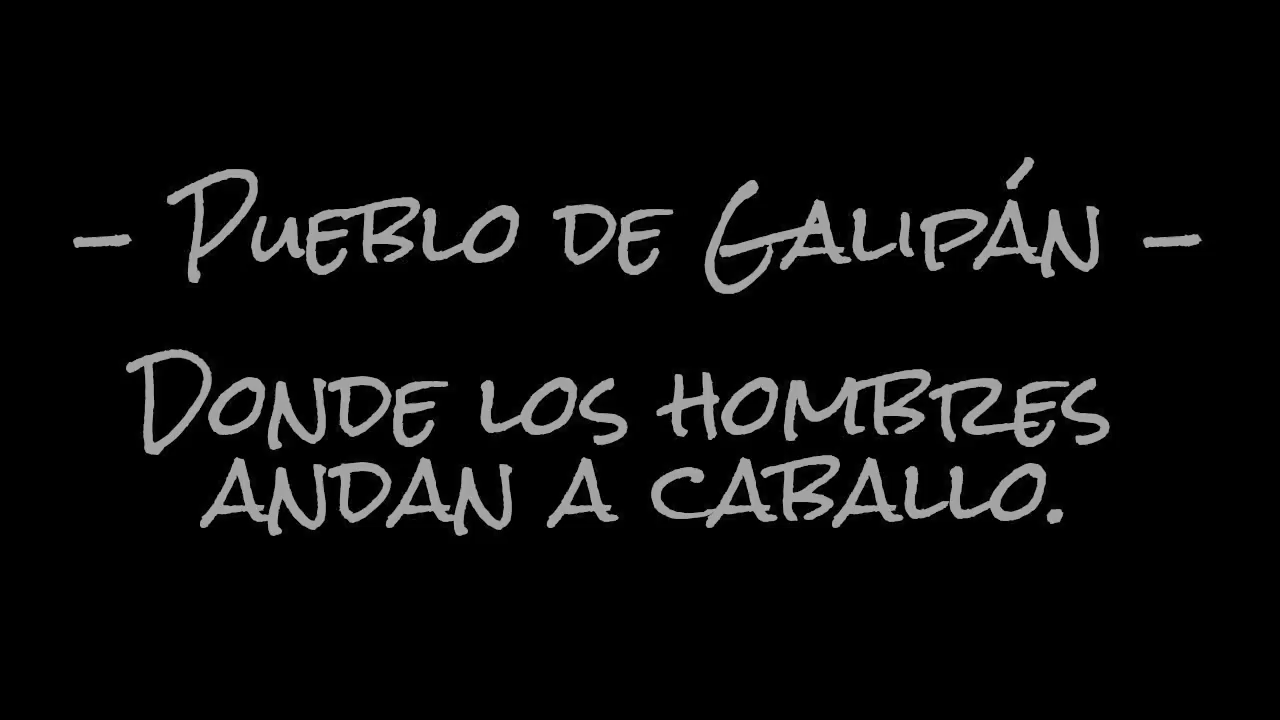 - Pueblo de Galipán -
Donde los hombres
andan a caballo.